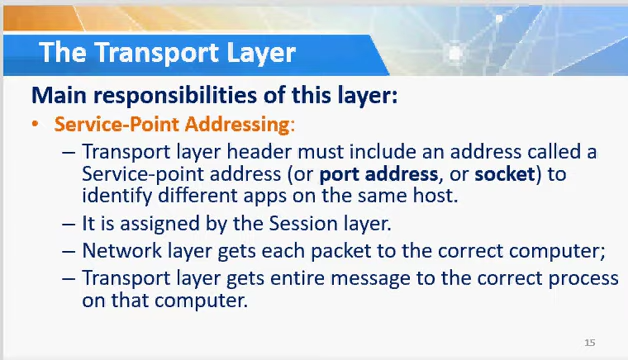 The Transport Layer
Main responsibilities of this layer:
• Service-Point Addressing:
– Transport layer header must include an address called a
Service-point address (or port address, or socket) to
identify different apps on the same host.
– It is assigned by the Session layer.
– Network layer gets each packet to the correct computer;
– Transport layer gets entire message to the correct process
on that computer.
15